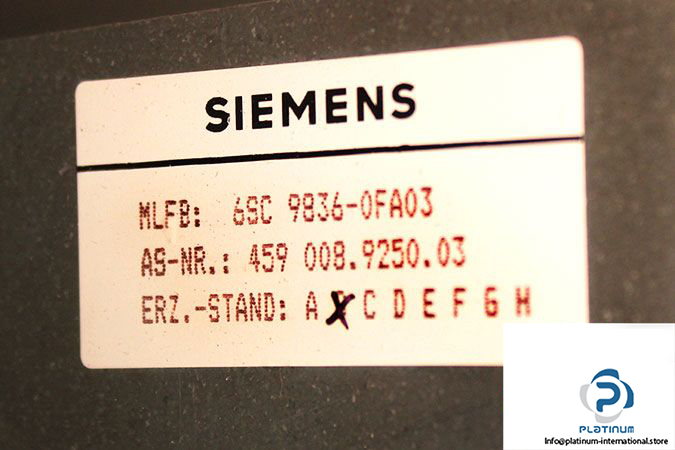 SIEMENS
MLFB: 6SC 9836-0FA03
AS-NR.: 459 008.9250.03
ERZ.-STAND: A X C D E F G H
PLATINUM
Info@platinum-international.store